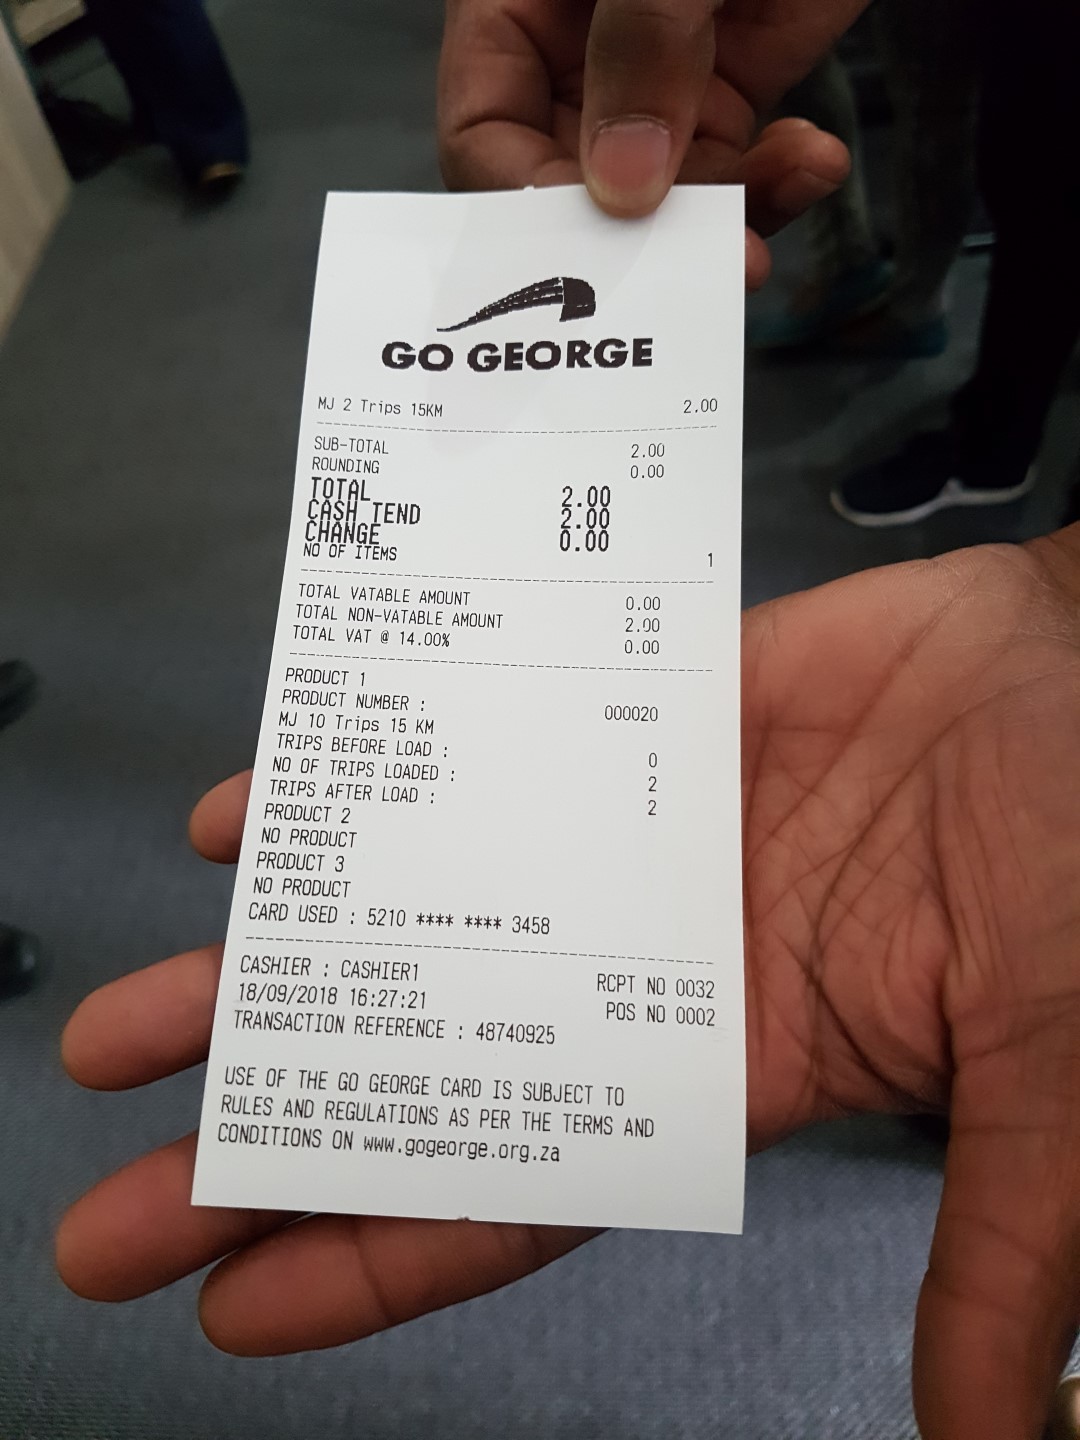 GO GEORGE
MJ 2 Trips 15KM 2.00
SUB-TOTAL 2.00
ROUNDING 0.00
TOTAL 2.00
CASH TEND 2.00
CHANGE 0.00
NO OF ITEMS 1
TOTAL VATABLE AMOUNT 0.00
TOTAL NON-VATABLE AMOUNT 2.00
TOTAL VAT @ 14.00% 0.00
PRODUCT 1
PRODUCT NUMBER : 000020
MJ 10 Trips 15 KM
TRIPS BEFORE LOAD : 0
NO OF TRIPS LOADED : 2
TRIPS AFTER LOAD : 2
PRODUCT 2
NO PRODUCT
PRODUCT 3
NO PRODUCT
CARD USED : 5210 **** **** 3458
CASHIER : CASHIER1 RCPT NO 0032
18/09/2018 16:27:21 POS NO 0002
TRANSACTION REFERENCE : 48740925
USE OF THE GO GEORGE CARD IS SUBJECT TO
RULES AND REGULATIONS AS PER THE TERMS AND
CONDITIONS ON www.gogeorge.org.za